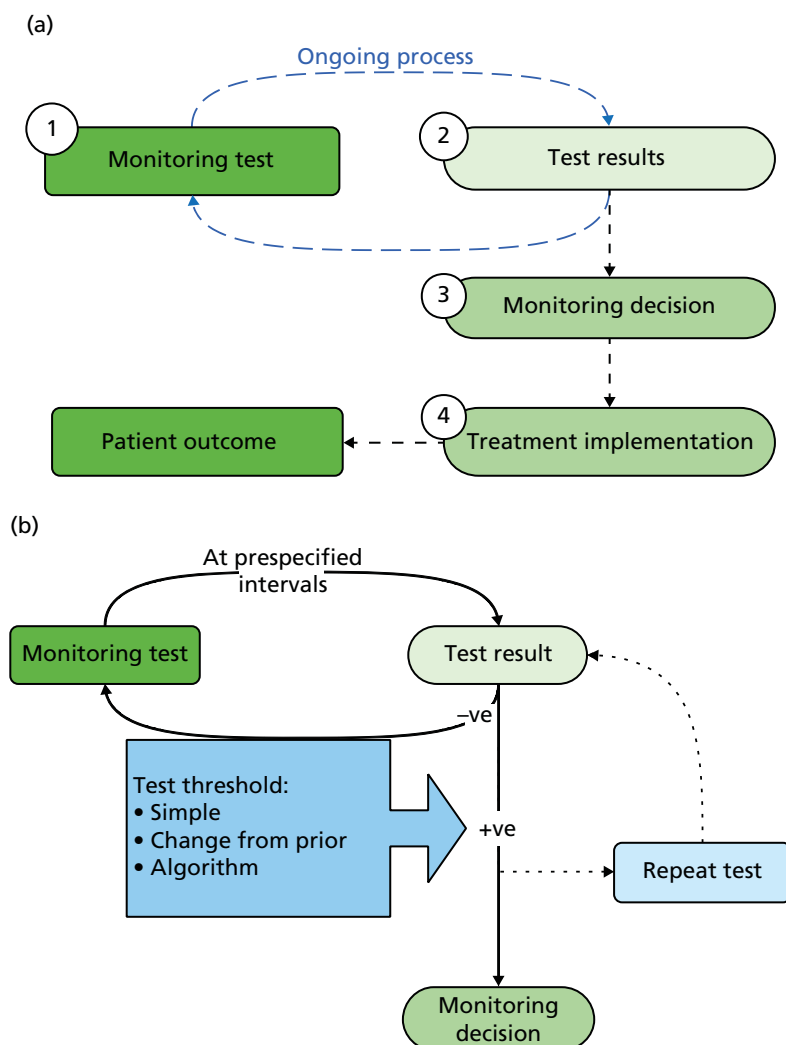 (a)
Ongoing process
1
Monitoring test
2
Test results
3
Monitoring decision
4
Treatment implementation
Patient outcome
(b)
At prespecified
intervals
Monitoring test
Test result
–ve
Test threshold:
• Simple
• Change from prior
• Algorithm
+ve
Repeat test
Monitoring
decision